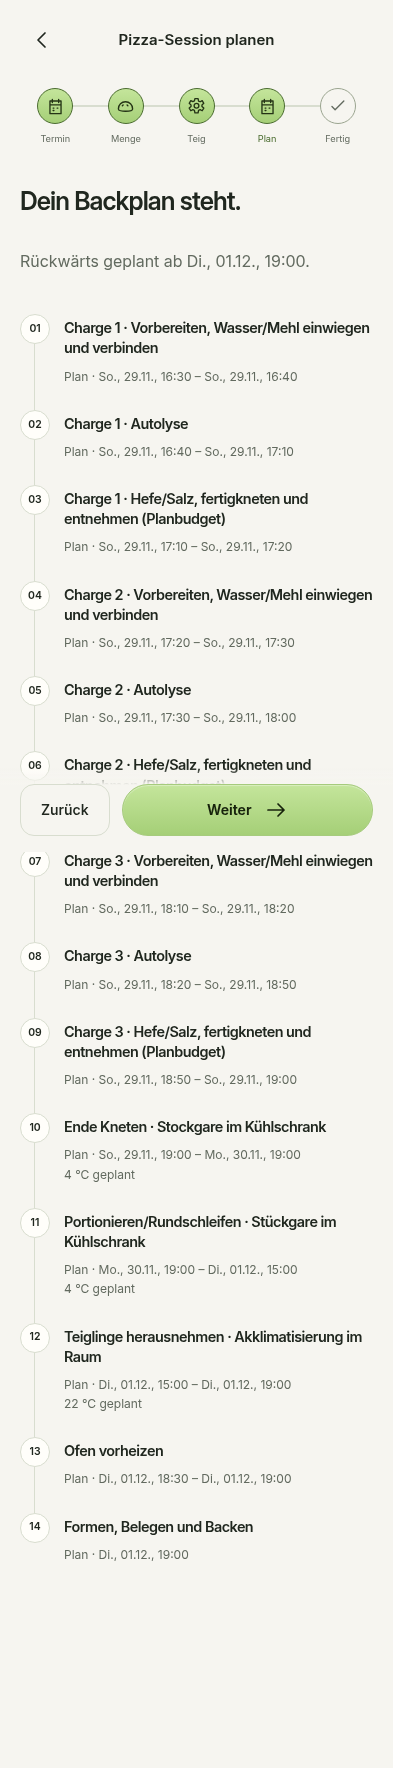 Pizza-Session planen
Termin
Menge
Teig
Plan
Fertig
Dein Backplan steht.
Rückwärts geplant ab Di., 01.12., 19:00.
01
Charge 1 · Vorbereiten, Wasser/Mehl einwiegen
und verbinden
Plan · So., 29.11., 16:30 – So., 29.11., 16:40
02
Charge 1 · Autolyse
Plan · So., 29.11., 16:40 – So., 29.11., 17:10
03
Charge 1 · Hefe/Salz, fertigkneten und
entnehmen (Planbudget)
Plan · So., 29.11., 17:10 – So., 29.11., 17:20
04
Charge 2 · Vorbereiten, Wasser/Mehl einwiegen
und verbinden
Plan · So., 29.11., 17:20 – So., 29.11., 17:30
05
Charge 2 · Autolyse
Plan · So., 29.11., 17:30 – So., 29.11., 18:00
06
Charge 2 · Hefe/Salz, fertigkneten und
entnehmen (Planbudget)
Zurück
Weiter
07
Charge 3 · Vorbereiten, Wasser/Mehl einwiegen
und verbinden
Plan · So., 29.11., 18:10 – So., 29.11., 18:20
08
Charge 3 · Autolyse
Plan · So., 29.11., 18:20 – So., 29.11., 18:50
09
Charge 3 · Hefe/Salz, fertigkneten und
entnehmen (Planbudget)
Plan · So., 29.11., 18:50 – So., 29.11., 19:00
10
Ende Kneten · Stockgare im Kühlschrank
Plan · So., 29.11., 19:00 – Mo., 30.11., 19:00
4 °C geplant
11
Portionieren/Rundschleifen · Stückgare im
Kühlschrank
Plan · Mo., 30.11., 19:00 – Di., 01.12., 15:00
4 °C geplant
12
Teiglinge herausnehmen · Akklimatisierung im
Raum
Plan · Di., 01.12., 15:00 – Di., 01.12., 19:00
22 °C geplant
13
Ofen vorheizen
Plan · Di., 01.12., 18:30 – Di., 01.12., 19:00
14
Formen, Belegen und Backen
Plan · Di., 01.12., 19:00